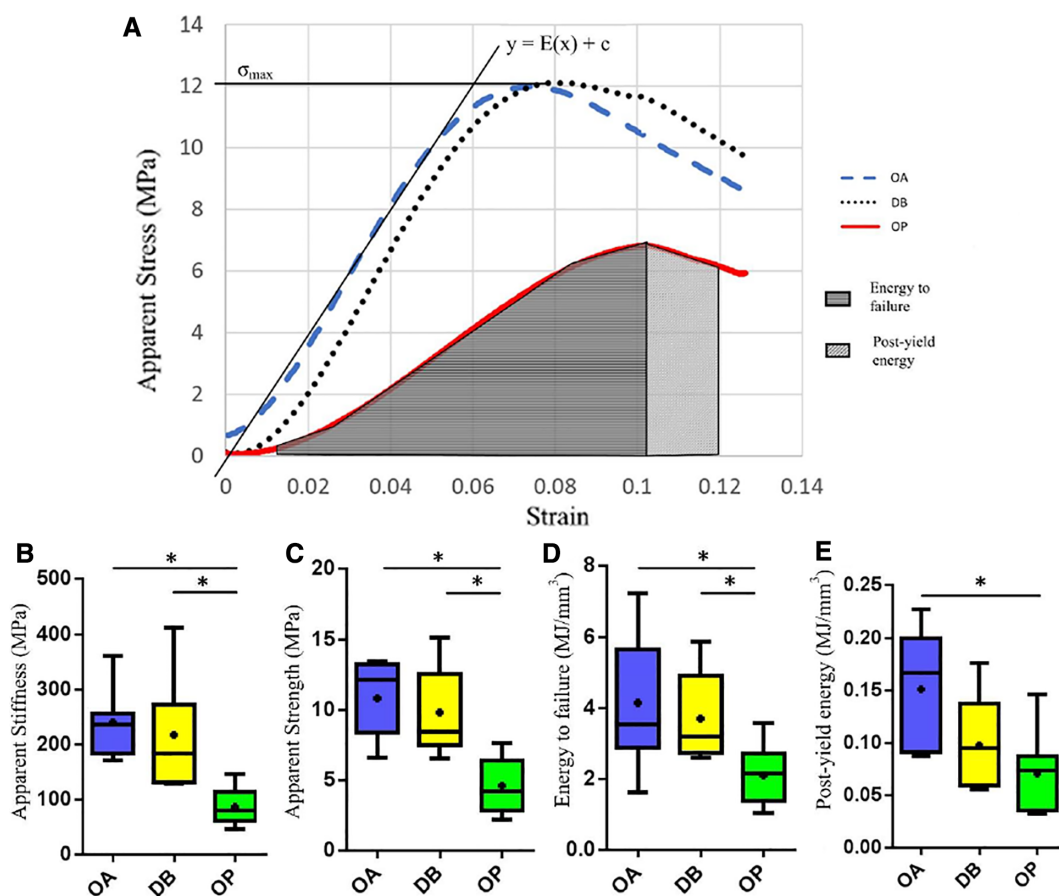 A
14
12
10
8
6
4
2
0
Apparent Stress (MPa)
σmax
y = E(x) + c
0 0.02 0.04 0.06 0.08 0.1 0.12 0.14
Strain
OA
DB
OP
Energy to
failure
Post-yield
energy
B
500
400
300
200
100
0
Apparent Stiffness (MPa)
*
*
OA DB OP
C
20
15
10
5
0
Apparent Strength (MPa)
*
*
OA DB OP
D
8
6
4
2
0.0
Energy to failure (MJ/mm³)
*
*
OA DB OP
E
0.25
0.20
0.15
0.10
0.05
0.00
Post-yield energy (MJ/mm³)
*
OA DB OP